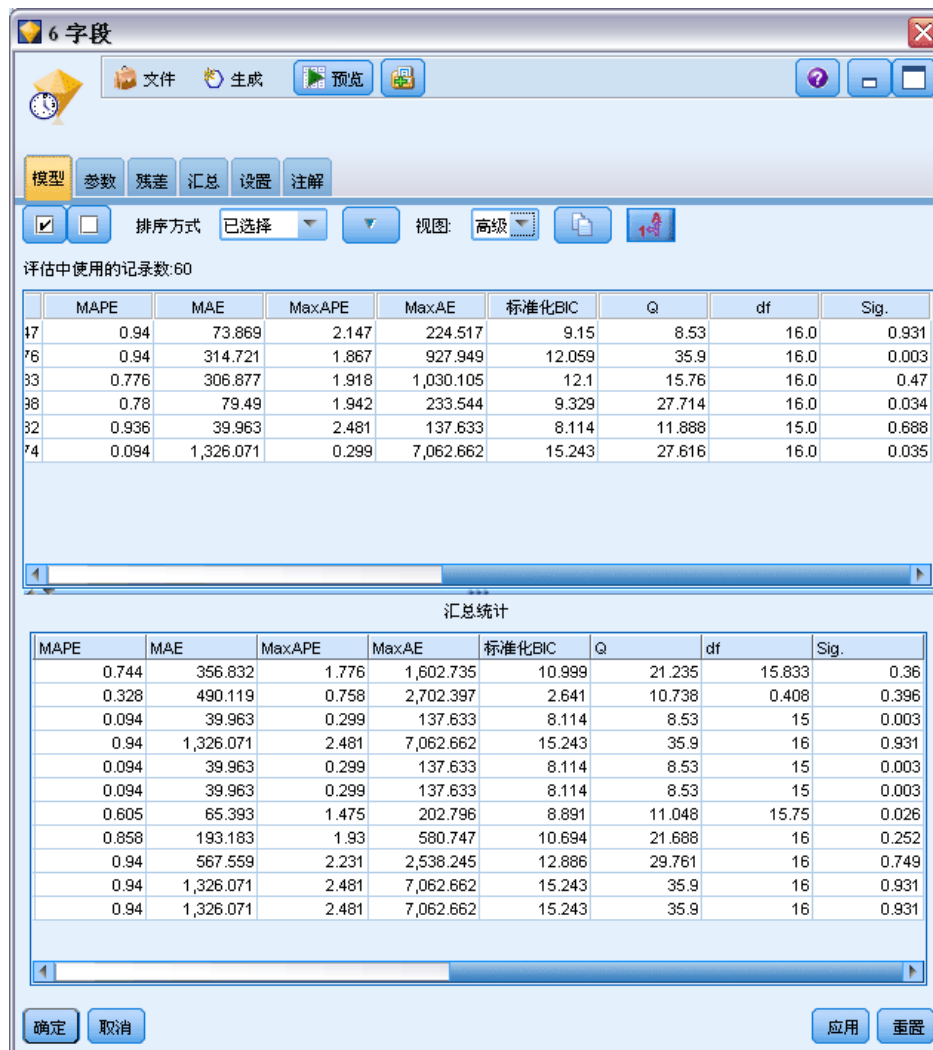 6 字段
文件 生成 预览
模型 参数 残差 汇总 设置 注解
排序方式 已选择 视图: 高级
评估中使用的记录数:60
MAPE MAE MaxAPE MaxAE 标准化BIC Q df Sig.
47 0.94 73.869 2.147 224.517 9.15 8.53 16.0 0.931
76 0.94 314.721 1.867 927.949 12.059 35.9 16.0 0.003
83 0.776 306.877 1.918 1,030.105 12.1 15.76 16.0 0.47
98 0.78 79.49 1.942 233.544 9.329 27.714 16.0 0.034
32 0.936 39.963 2.481 137.633 8.114 11.888 15.0 0.688
74 0.094 1,326.071 0.299 7,062.662 15.243 27.616 16.0 0.035
汇总统计
MAPE MAE MaxAPE MaxAE 标准化BIC Q df Sig.
0.744 356.832 1.776 1,602.735 10.999 21.235 15.833 0.36
0.328 490.119 0.758 2,702.397 2.641 10.738 0.408 0.396
0.094 39.963 0.299 137.633 8.114 8.53 15 0.003
0.94 1,326.071 2.481 7,062.662 15.243 35.9 16 0.931
0.094 39.963 0.299 137.633 8.114 8.53 15 0.003
0.094 39.963 0.299 137.633 8.114 8.53 15 0.003
0.605 65.393 1.475 202.796 8.891 11.048 15.75 0.026
0.858 193.183 1.93 580.747 10.694 21.688 16 0.252
0.94 567.559 2.231 2,538.245 12.886 29.761 16 0.749
0.94 1,326.071 2.481 7,062.662 15.243 35.9 16 0.931
0.94 1,326.071 2.481 7,062.662 15.243 35.9 16 0.931
确定 取消 应用 重置